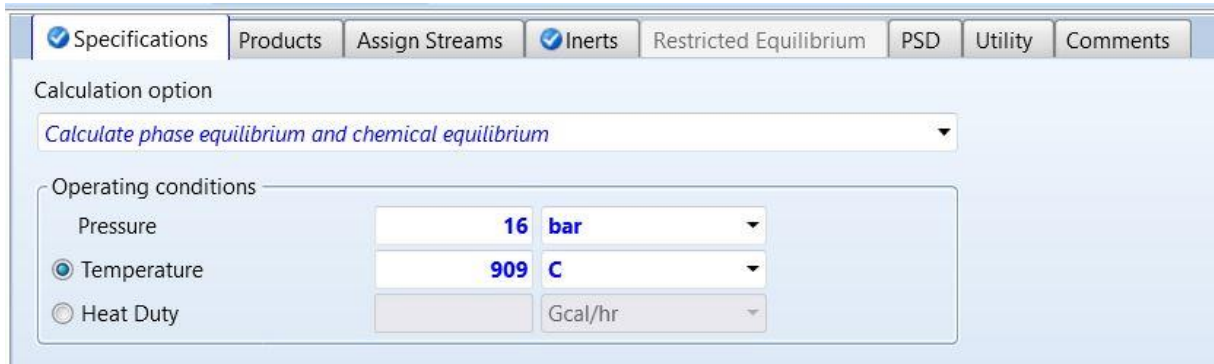 Specifications Products Assign Streams Inerts Restricted Equilibrium PSD Utility Comments
Calculation option
Calculate phase equilibrium and chemical equilibrium
Operating conditions
Pressure 16 bar
Temperature 909 C
Heat Duty Gcal/hr